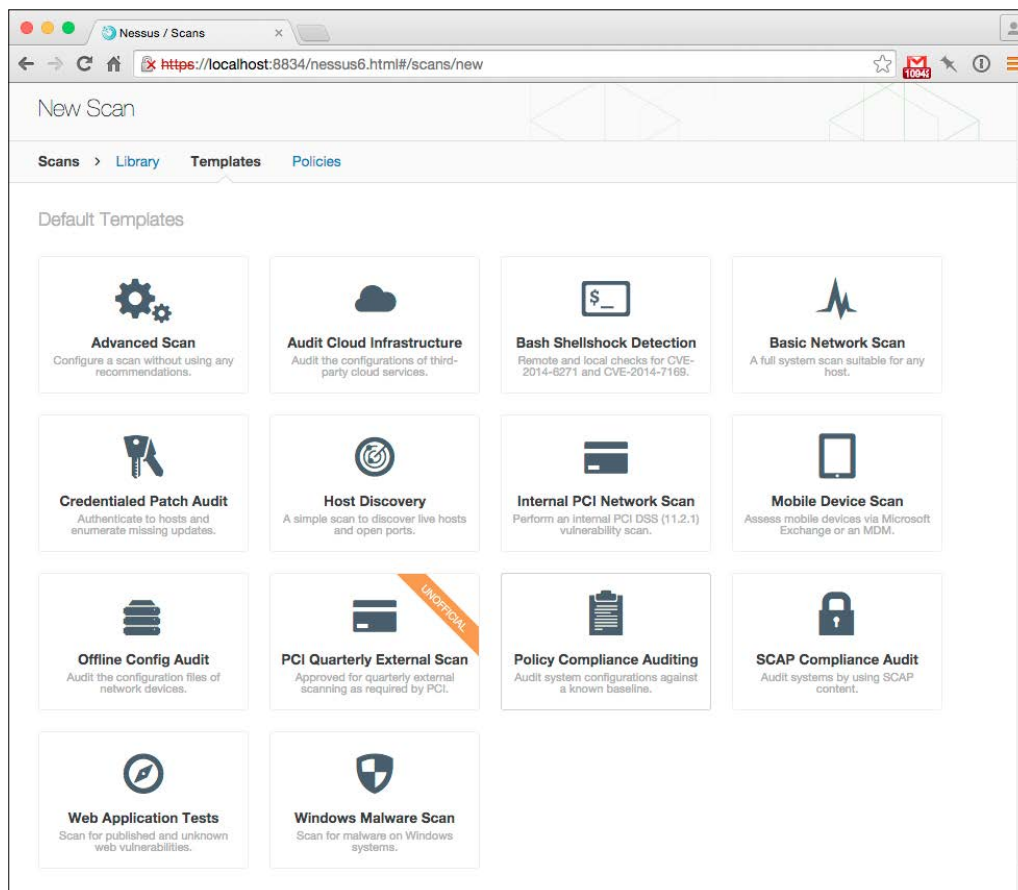 Nessus / Scans
https://localhost:8834/nessus6.html#/scans/new
New Scan
Scans > Library Templates Policies
Default Templates
Advanced Scan
Configure a scan without using any
recommendations.
Audit Cloud Infrastructure
Audit the configurations of third-
party cloud services.
$_
Bash Shellshock Detection
Remote and local checks for CVE-
2014-6271 and CVE-2014-7169.
Basic Network Scan
A full system scan suitable for any
host.
Credentialed Patch Audit
Authenticate to hosts and
enumerate missing updates.
Host Discovery
A simple scan to discover live hosts
and open ports.
Internal PCI Network Scan
Perform an internal PCI DSS (11.2.1)
vulnerability scan.
Mobile Device Scan
Assess mobile devices via Microsoft
Exchange or an MDM.
Offline Config Audit
Audit the configuration files of
network devices.
UNOFFICIAL
PCI Quarterly External Scan
Approved for quarterly external
scanning as required by PCI.
Policy Compliance Auditing
Audit system configurations against
a known baseline.
SCAP Compliance Audit
Audit systems by using SCAP
content.
Web Application Tests
Scan for published and unknown
web vulnerabilities.
Windows Malware Scan
Scan for malware on Windows
systems.